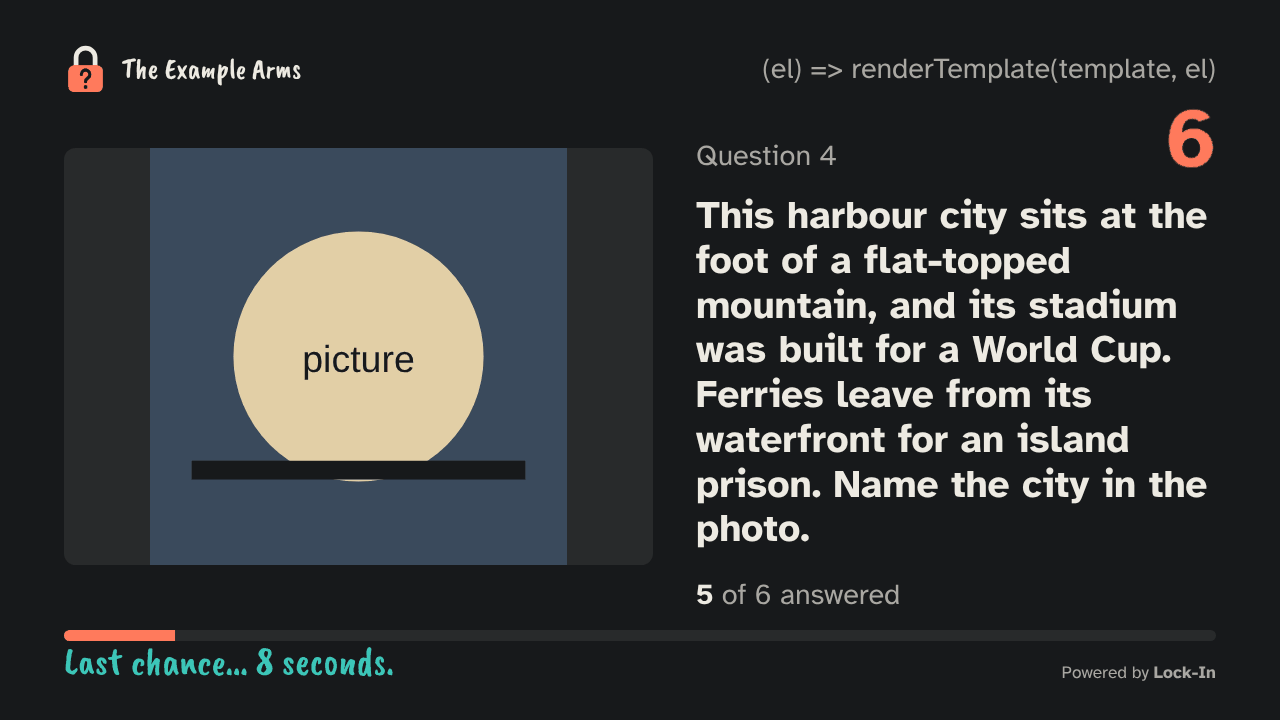 The Example Arms
(el) => renderTemplate(template, el)
?
picture
Question 4
6
This harbour city sits at the
foot of a flat-topped
mountain, and its stadium
was built for a World Cup.
Ferries leave from its
waterfront for an island
prison. Name the city in the
photo.
5 of 6 answered
Last chance... 8 seconds.
Powered by Lock-In